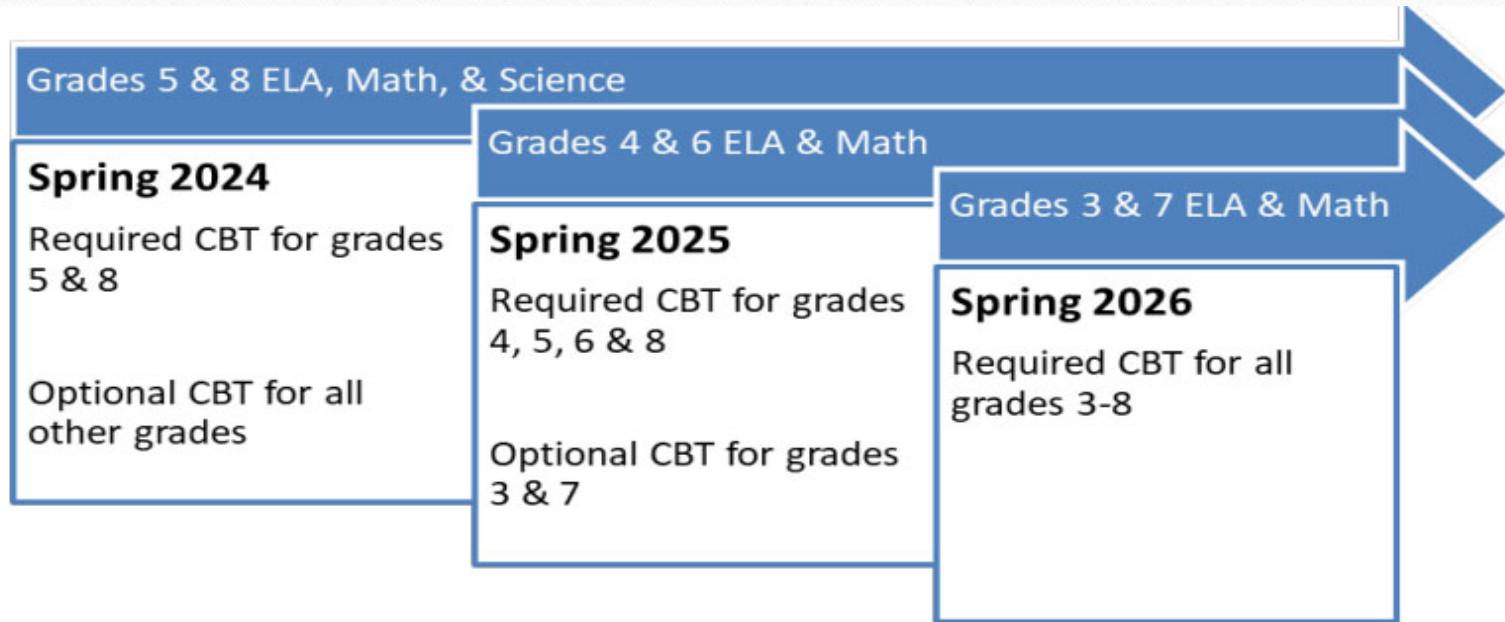 Grades 5 & 8 ELA, Math, & Science
Spring 2024
Required CBT for grades
5 & 8
Optional CBT for all
other grades
Grades 4 & 6 ELA & Math
Spring 2025
Required CBT for grades
4, 5, 6 & 8
Optional CBT for grades
3 & 7
Grades 3 & 7 ELA & Math
Spring 2026
Required CBT for all
grades 3-8